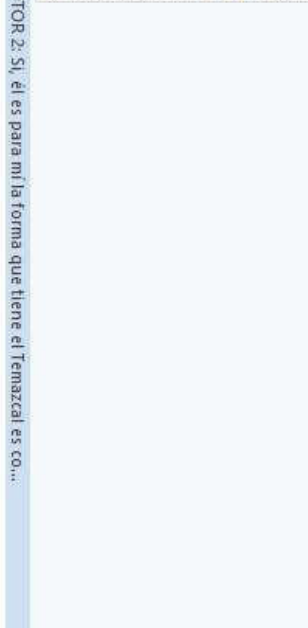 TOR 2: Si, él es para mí la forma que tiene el Temazcal es co...